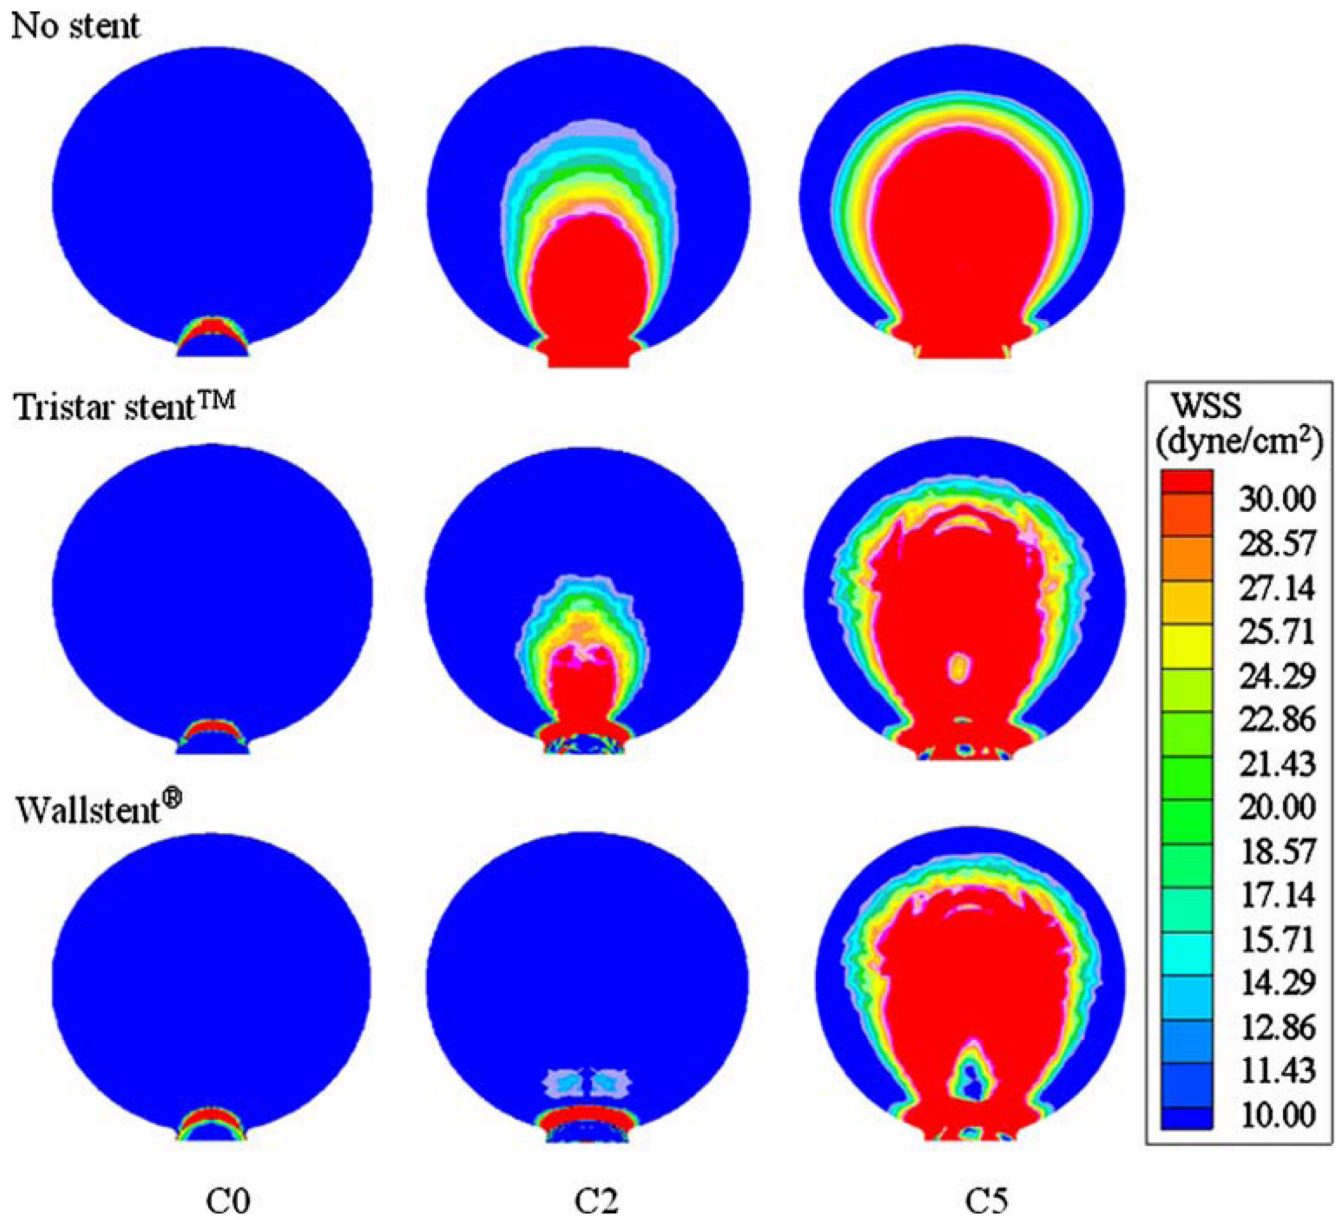 No stent
Tristar stent™
WSS
(dyne/cm²)
30.00
28.57
27.14
25.71
24.29
22.86
21.43
20.00
18.57
17.14
15.71
14.29
12.86
11.43
10.00
Wallstent®
C0
C2
C5